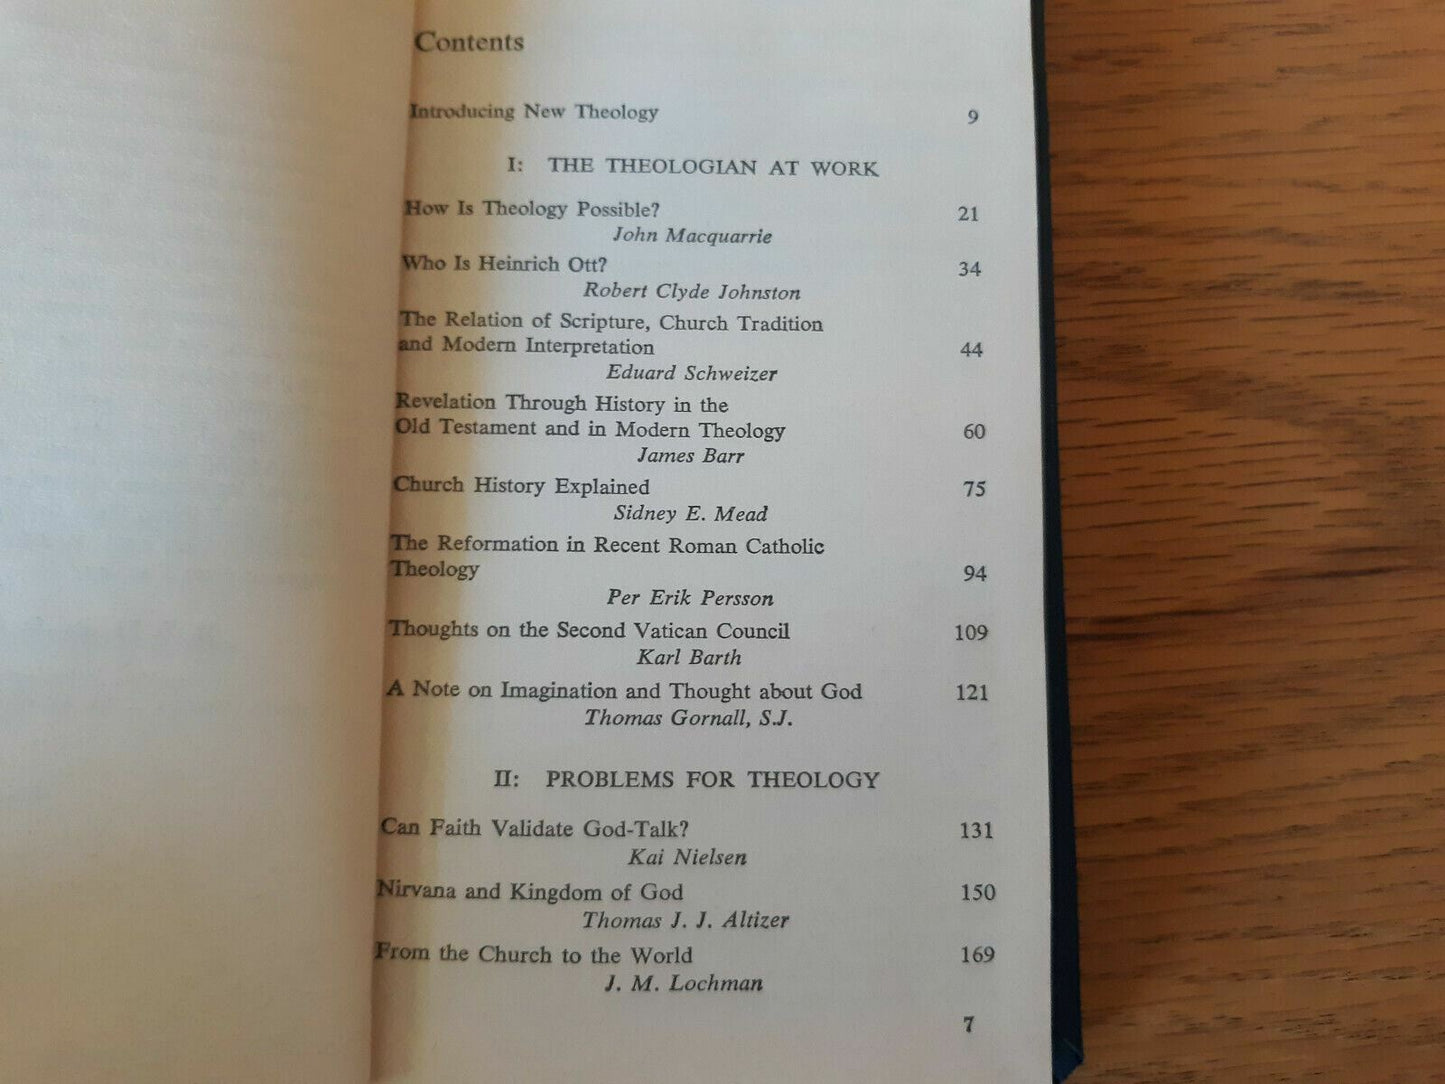 Contents
Introducing New Theology 9
I: THE THEOLOGIAN AT WORK
How Is Theology Possible? 21
John Macquarrie
Who Is Heinrich Ott? 34
Robert Clyde Johnston
The Relation of Scripture, Church Tradition
and Modern Interpretation 44
Eduard Schweizer
Revelation Through History in the
Old Testament and in Modern Theology 60
James Barr
Church History Explained 75
Sidney E. Mead
The Reformation in Recent Roman Catholic
Theology 94
Per Erik Persson
Thoughts on the Second Vatican Council 109
Karl Barth
A Note on Imagination and Thought about God 121
Thomas Gornall, S.J.
II: PROBLEMS FOR THEOLOGY
Can Faith Validate God-Talk? 131
Kai Nielsen
Nirvana and Kingdom of God 150
Thomas J. J. Altizer
From the Church to the World 169
J. M. Lochman
7